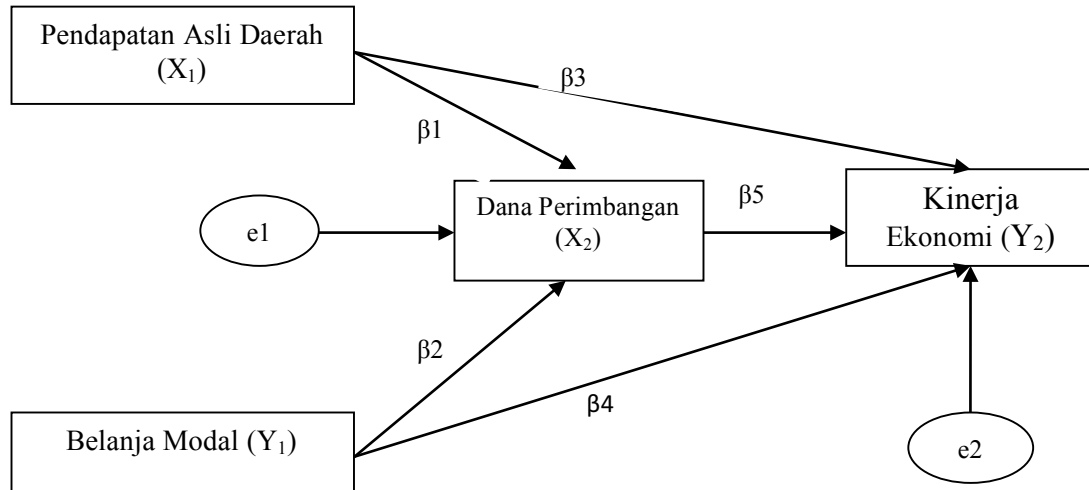 Pendapatan Asli Daerah
(X₁)
β3
β1
Dana Perimbangan
(X₂)
β5
Kinerja
Ekonomi (Y₂)
e1
β2
β4
Belanja Modal (Y₁)
e2